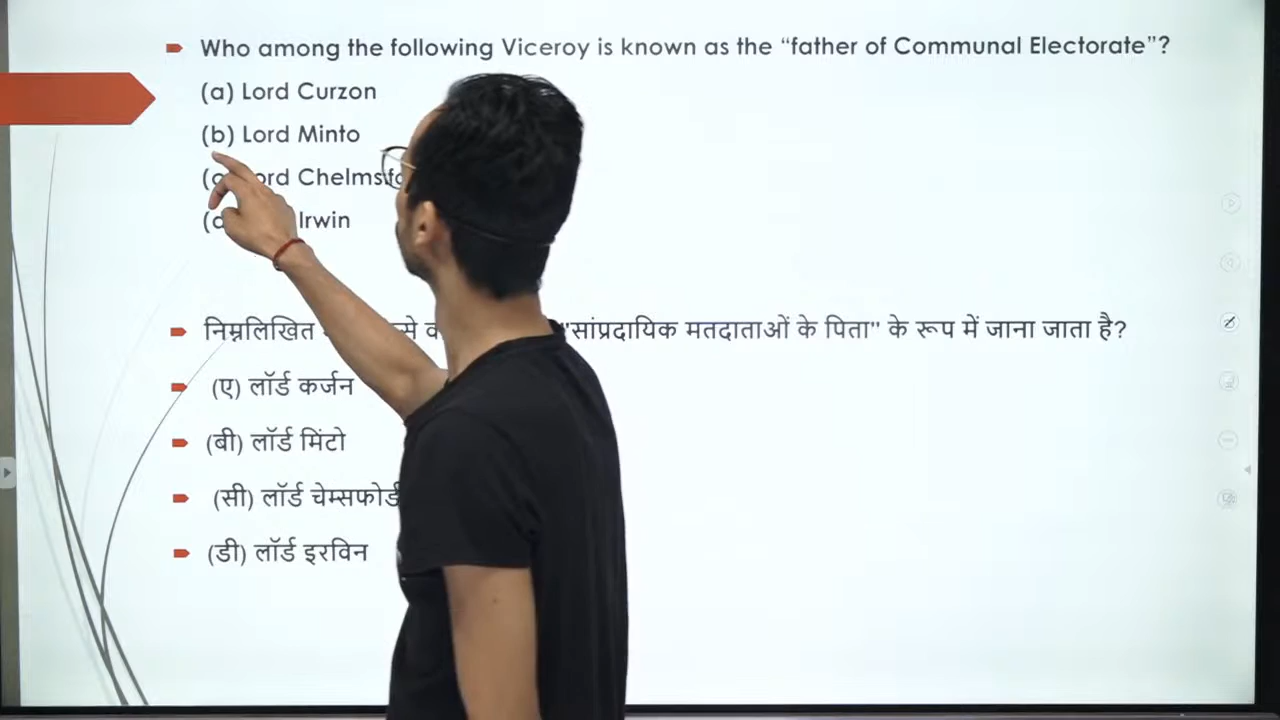 Who among the following Viceroy is known as the “father of Communal Electorate”?
(a) Lord Curzon
(b) Lord Minto
Lord
Irwin
निम्नलिखित "सांप्रदायिक मतदाताओं के पिता" के रूप में जाना जाता है?
(ए) लॉर्ड कर्जन
(बी) लॉर्ड मिंटो
(सी) लॉर्ड चेम्सफोर्ड
(डी) लॉर्ड इरविन